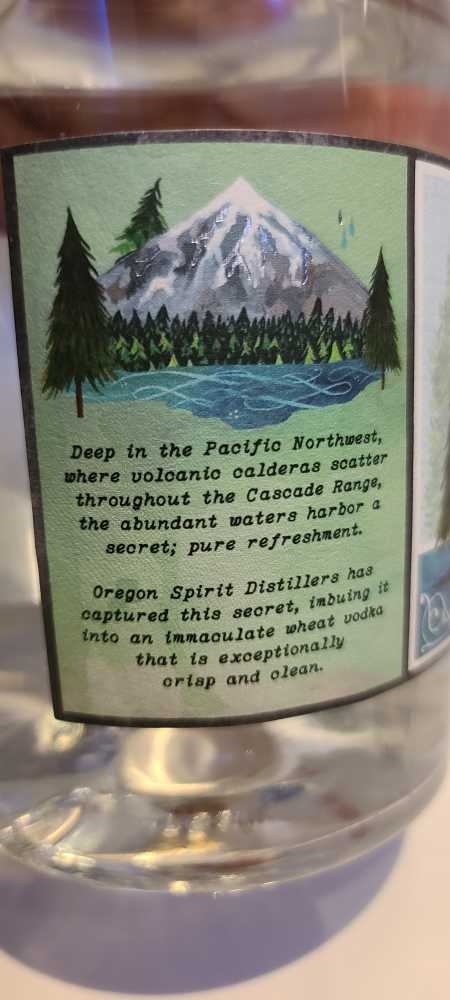 Deep in the Pacific Northwest,
where volcanic calderas scatter
throughout the Cascade Range,
the abundant waters harbor a
secret; pure refreshment.
Oregon Spirit Distillers has
captured this secret, imbuing it
into an immaculate wheat vodka
that is exceptionally
crisp and clean.